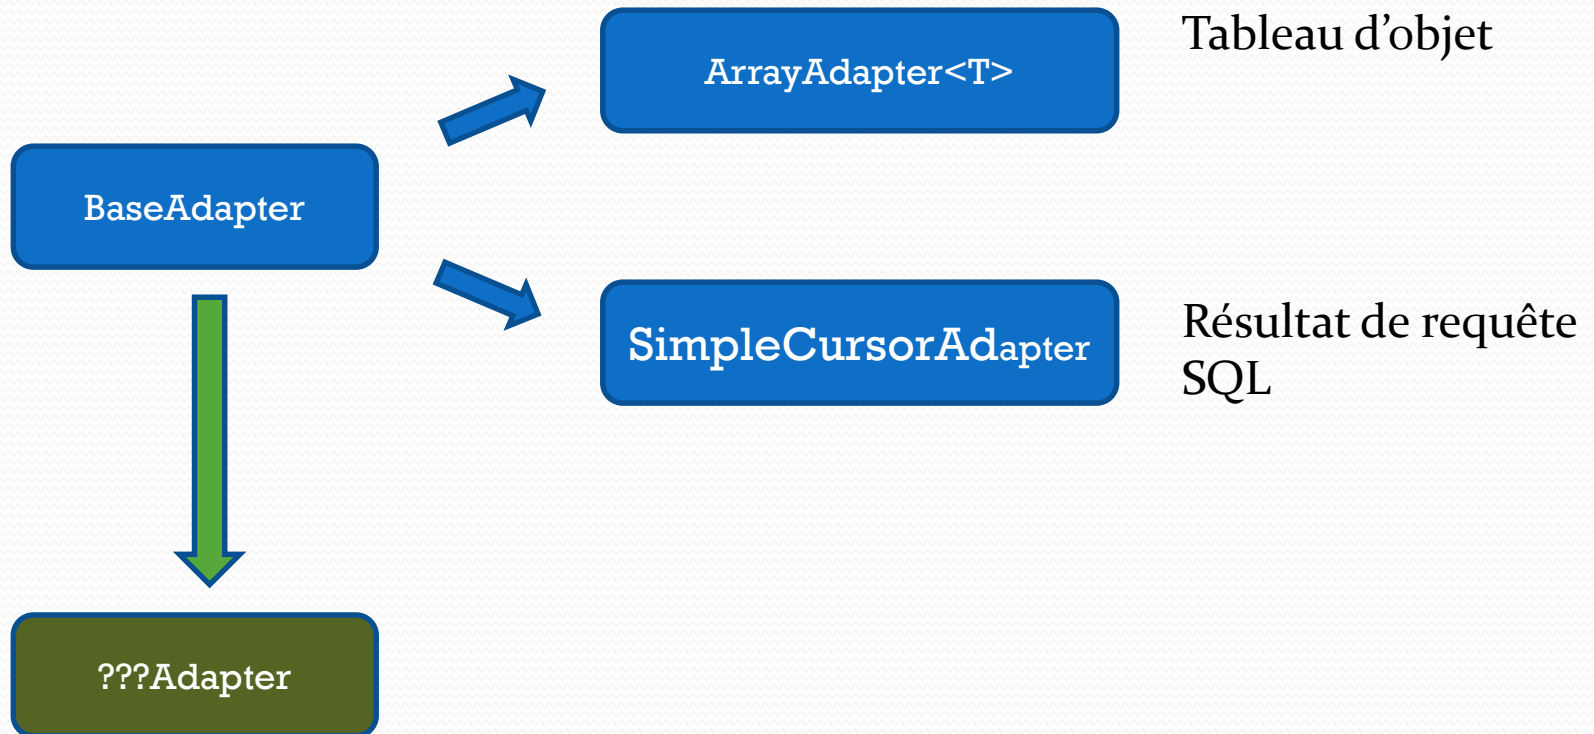 Tableau d’objet
ArrayAdapter<T>
BaseAdapter
SimpleCursorAdapter
Résultat de requête
SQL
???Adapter